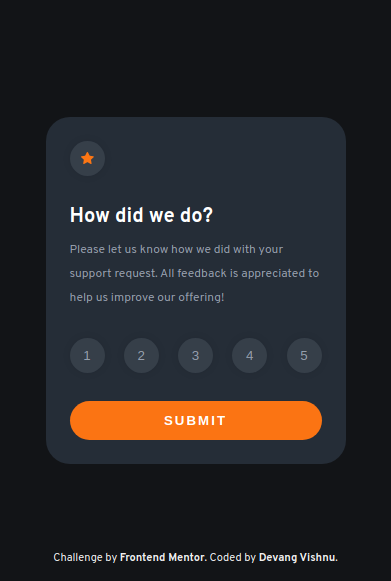 How did we do?
Please let us know how we did with your
support request. All feedback is appreciated to
help us improve our offering!
1 2 3 4 5
SUBMIT
Challenge by Frontend Mentor. Coded by Devang Vishnu.